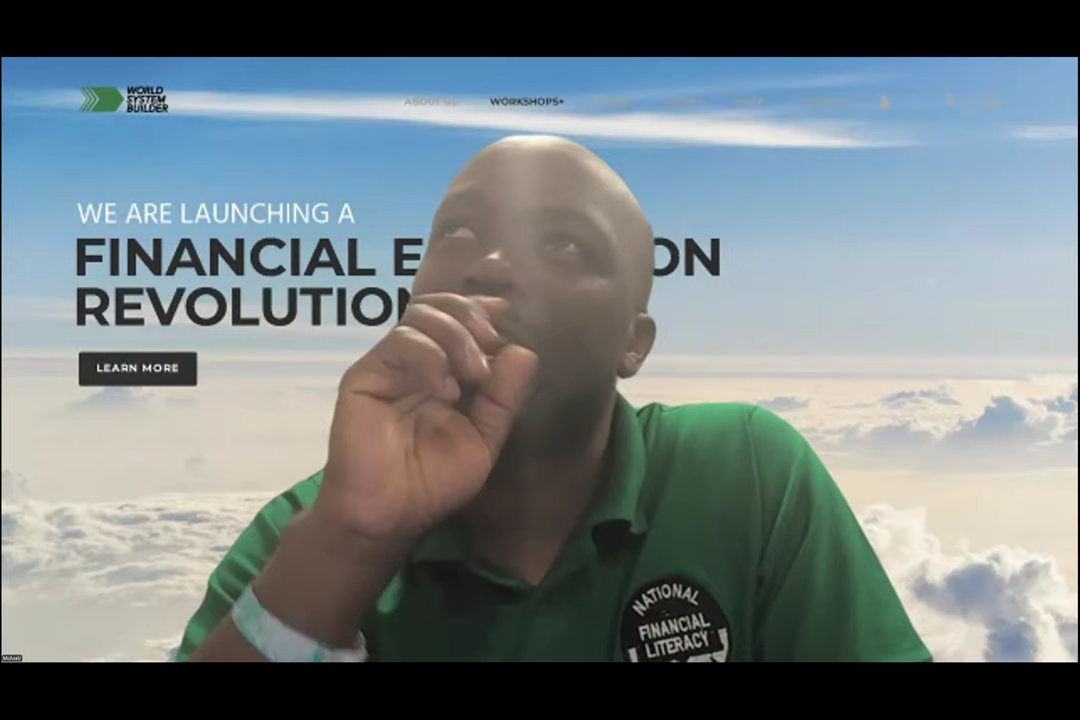 WORLD
SYSTEM
BUILDER
WORKSHOPS
WE ARE LAUNCHING A
FINANCIAL E ON
REVOLUTION
LEARN MORE
NATIONAL
FINANCIAL
LITERACY